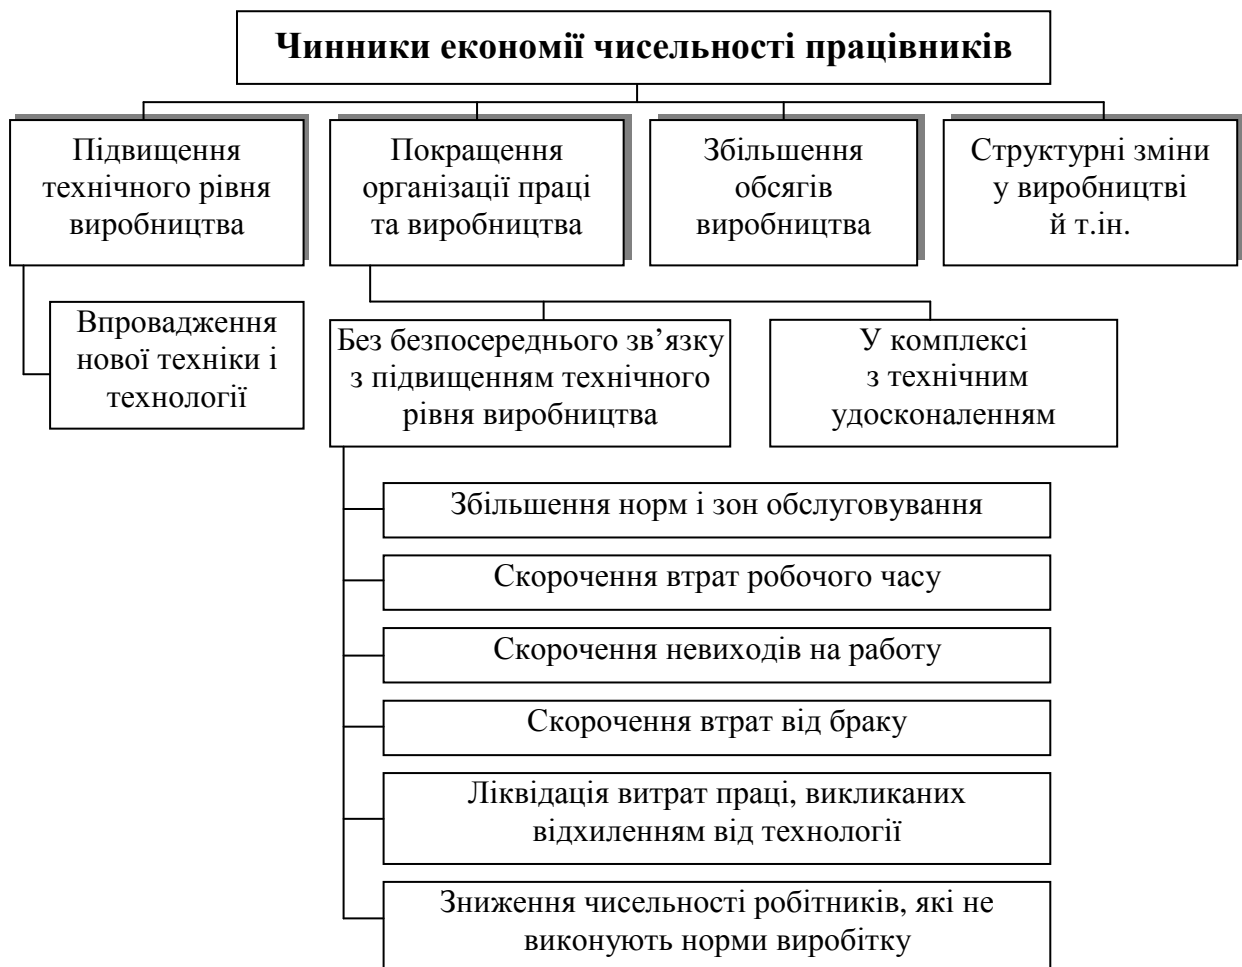 Чинники економії чисельності працівників
Підвищення
технічного рівня
виробництва
Покращення
організації праці
та виробництва
Збільшення
обсягів
виробництва
Структурні зміни
у виробництві
й т.ін.
Впровадження
нової техніки і
технології
Без безпосереднього зв’язку
з підвищенням технічного
рівня виробництва
У комплексі
з технічним
удосконаленням
Збільшення норм і зон обслуговування
Скорочення втрат робочого часу
Скорочення невиходів на работу
Скорочення втрат від браку
Ліквідація витрат праці, викликаних
відхиленням від технології
Зниження чисельності робітників, які не
виконують норми виробітку